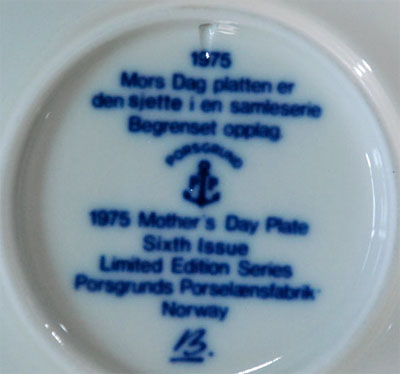 1975
Mors Dag platten er
den sjette i en samleserie
Begrenset opplag
PORSGRUND
1975 Mother's Day Plate
Sixth Issue
Limited Edition Series
Porsgrunds Porselænsfabrik
Norway
B.